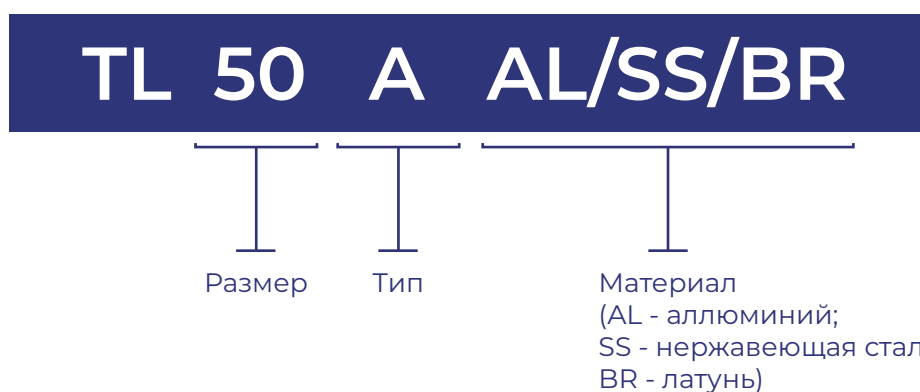 TL 50 A AL/SS/BR
Размер Тип Материал
(AL - аллюминий;
SS - нержавеющая стал
BR - латунь)